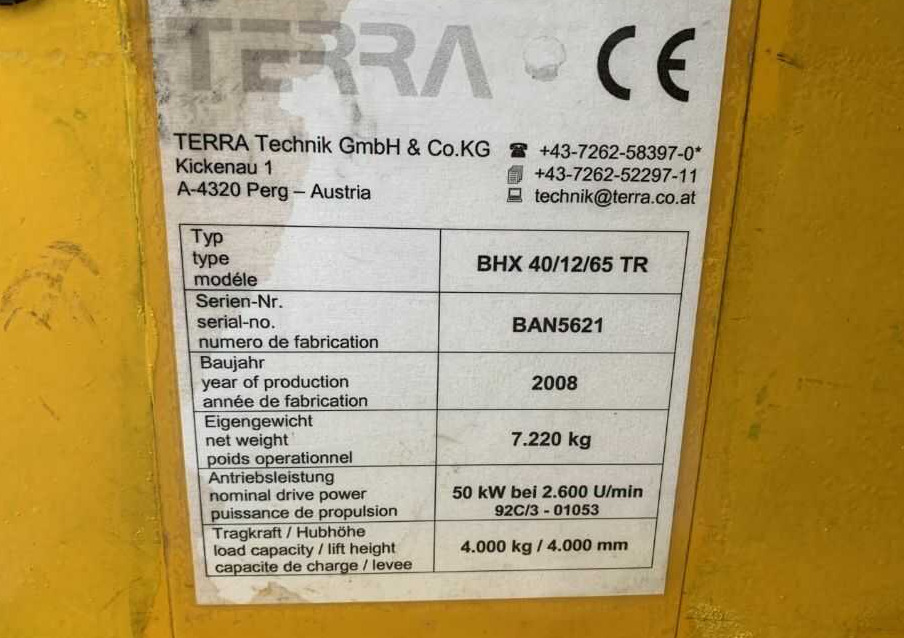 TERRA
CE
TERRA Technik GmbH & Co.KG
Kickenau 1
A-4320 Perg – Austria
+43-7262-58397-0*
+43-7262-52297-11
technik@terra.co.at
Typ
type
modéle
BHX 40/12/65 TR
Serien-Nr.
serial-no.
numero de fabrication
BAN5621
Baujahr
year of production
année de fabrication
2008
Eigengewicht
net weight
poids operationnel
7.220 kg
Antriebsleistung
nominal drive power
puissance de propulsion
50 kW bei 2.600 U/min
92C/3 - 01053
Tragkraft / Hubhöhe
load capacity / lift height
capacite de charge / levee
4.000 kg / 4.000 mm